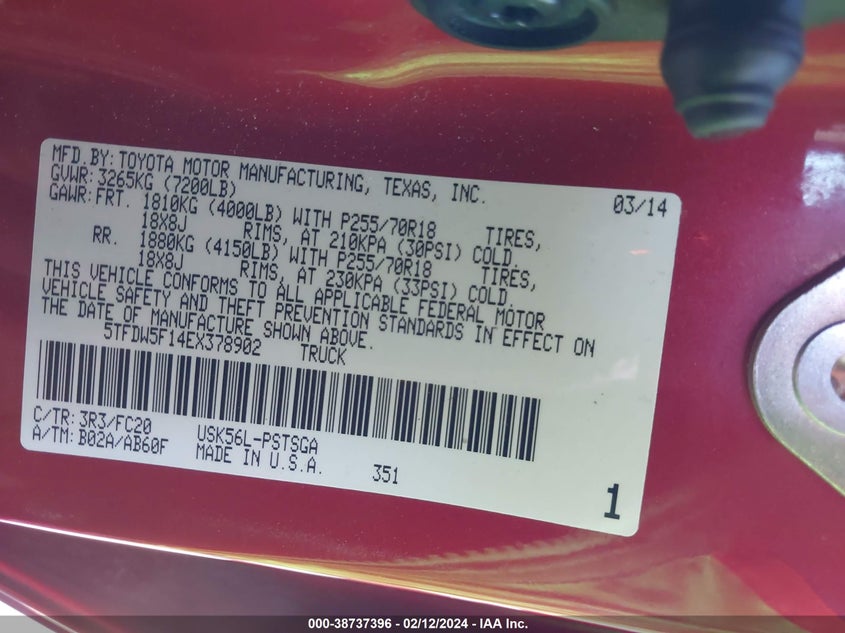 MFD.BY: TOYOTA MOTOR MANUFACTURING, TEXAS, INC. 03/14
GVWR: 3265KG (7200LB)
GAWR: FRT. 1810KG (4000LB) WITH P255/70R18 TIRES,
18X8J RIMS, AT 210KPA (30PSI) COLD
RR. 1880KG (4150LB) WITH P255/70R18 TIRES,
18X8J RIMS, AT 230KPA (33PSI) COLD
THIS VEHICLE CONFORMS TO ALL APPLICABLE FEDERAL MOTOR
VEHICLE SAFETY AND THEFT PREVENTION STANDARDS IN EFFECT ON
THE DATE OF MANUFACTURE SHOWN ABOVE.
5TFDW5F14EX378902 TRUCK
C/TR: 3R3/FC20 USK56L-PSTSGA
A/TM: B02A/AB60F MADE IN U.S.A.
351
1
000-38737396 - 02/12/2024 - IAA Inc.